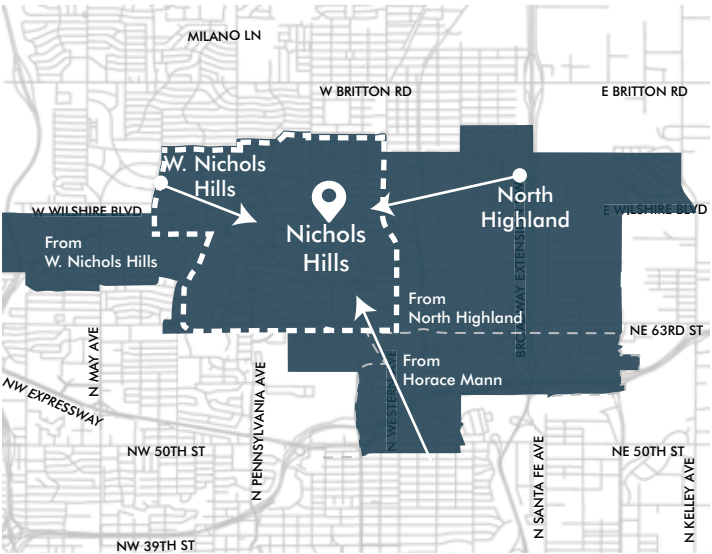 MILANO LN
W BRITTON RD
E BRITTON RD
W. Nichols
Hills
North
Highland
W WILSHIRE BLVD
E WILSHIRE BLVD
Nichols
Hills
From
W. Nichols Hills
BROADWAY EXTENSION
From
North Highland
NE 63RD ST
From
Horace Mann
N MAY AVE
N PENNSYLVANIA AVE
N WESTERN AVE
NW EXPRESSWAY
NW 50TH ST
NE 50TH ST
N SANTA FE AVE
N KELLEY AVE
NW 39TH ST